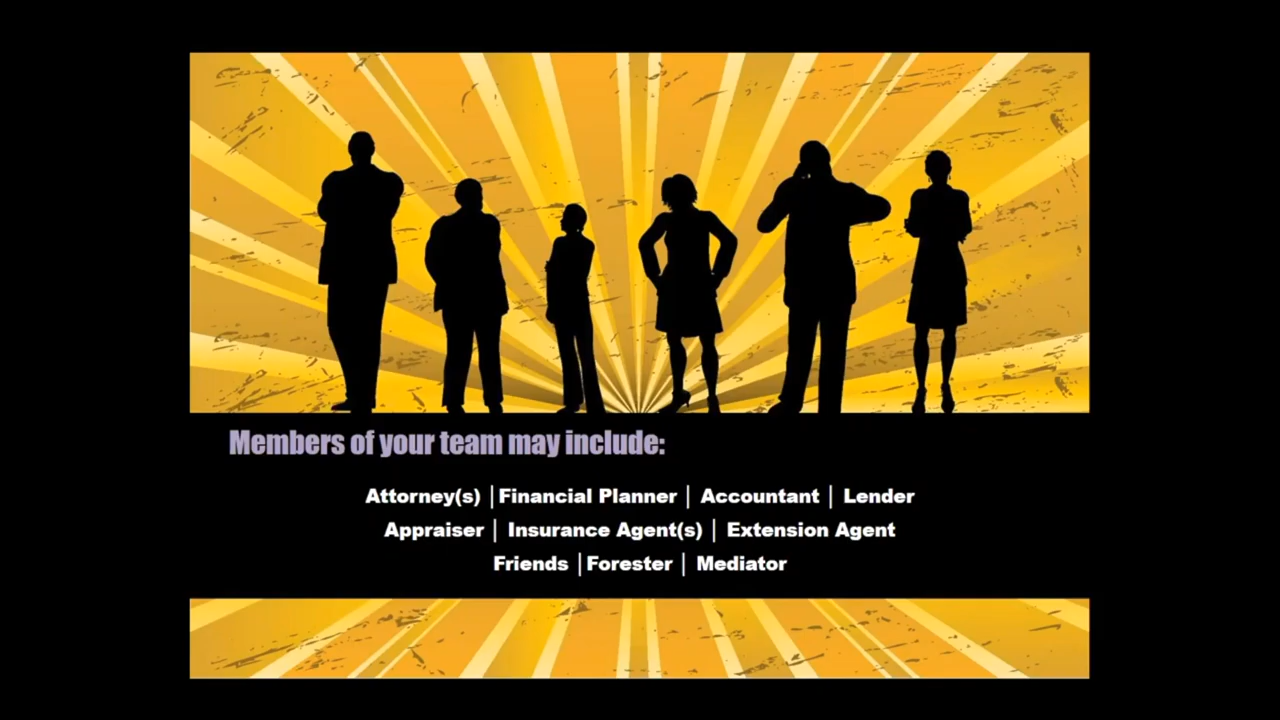 Members of your team may include:
Attorney(s) │Financial Planner │ Accountant │ Lender
Appraiser │ Insurance Agent(s) │ Extension Agent
Friends │Forester │ Mediator